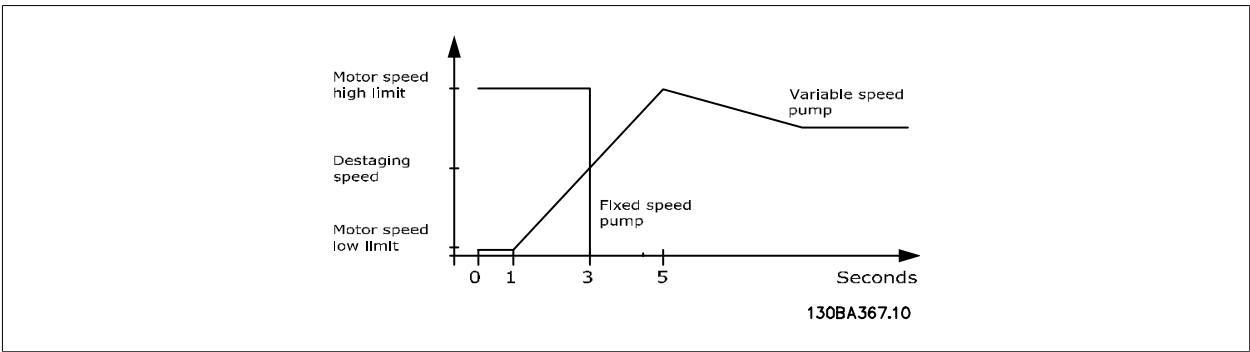 Motor speed
high limit
Variable speed
pump
Destaging
speed
FIxed speed
pump
Motor speed
low limit
0 1 3 5 Seconds
130BA367.10